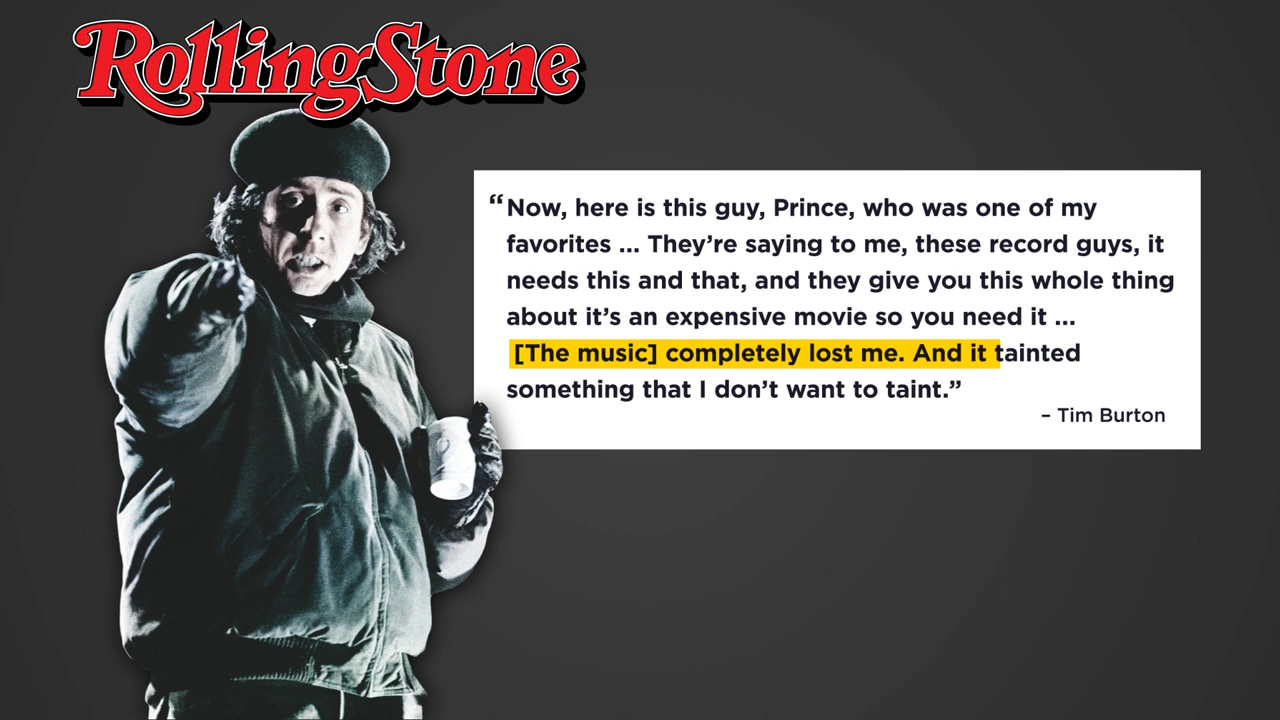 RollingStone
“Now, here is this guy, Prince, who was one of my
favorites ... They’re saying to me, these record guys, it
needs this and that, and they give you this whole thing
about it’s an expensive movie so you need it ...
[The music] completely lost me. And it tainted
something that I don’t want to taint.”
– Tim Burton